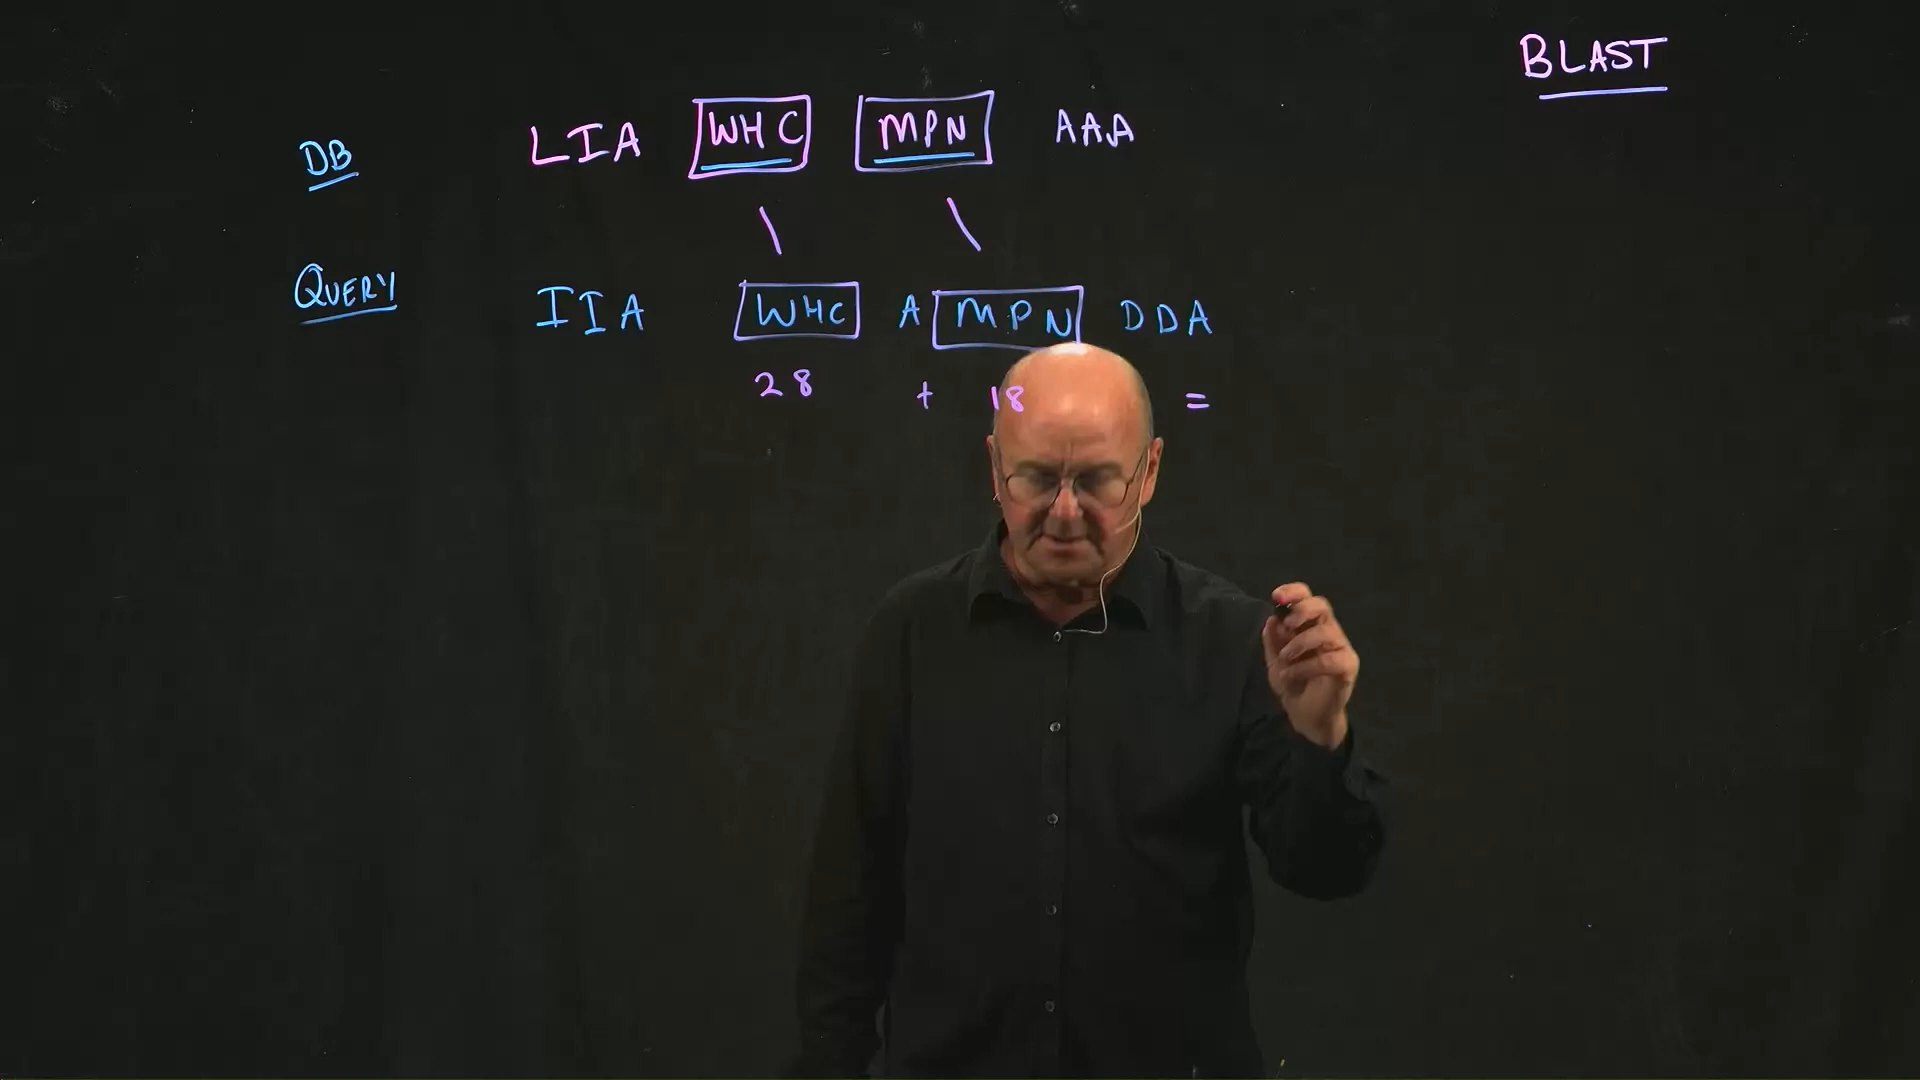 BLAST
DB LIA WHC MPN AAA
QUERY IIA WHC A MPN DDA
28 + 18 =